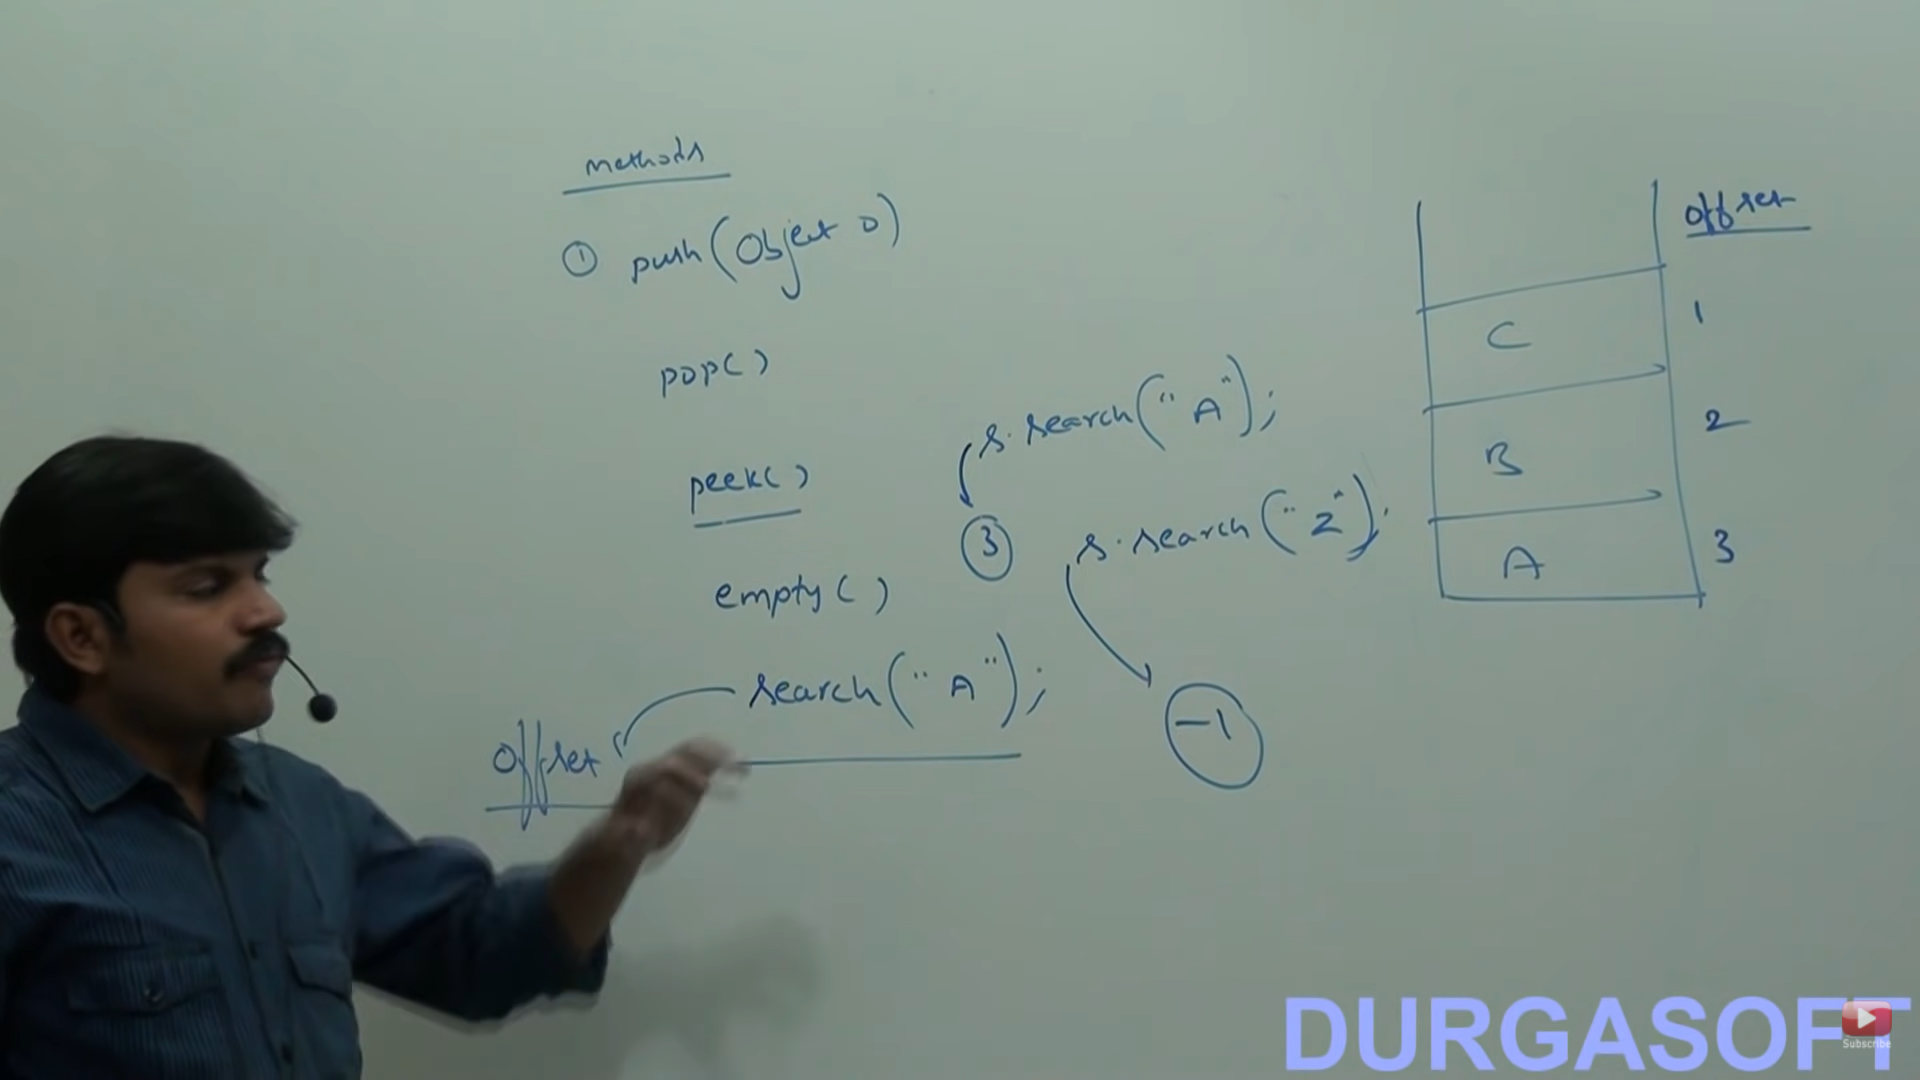 methods
① push(Object o)
pop()
peek()
empty()
search("A");
offset
s.search("A");
3
s.search("Z");
-1
offset
C 1
B 2
A 3
DURGASOFT
Subscribe